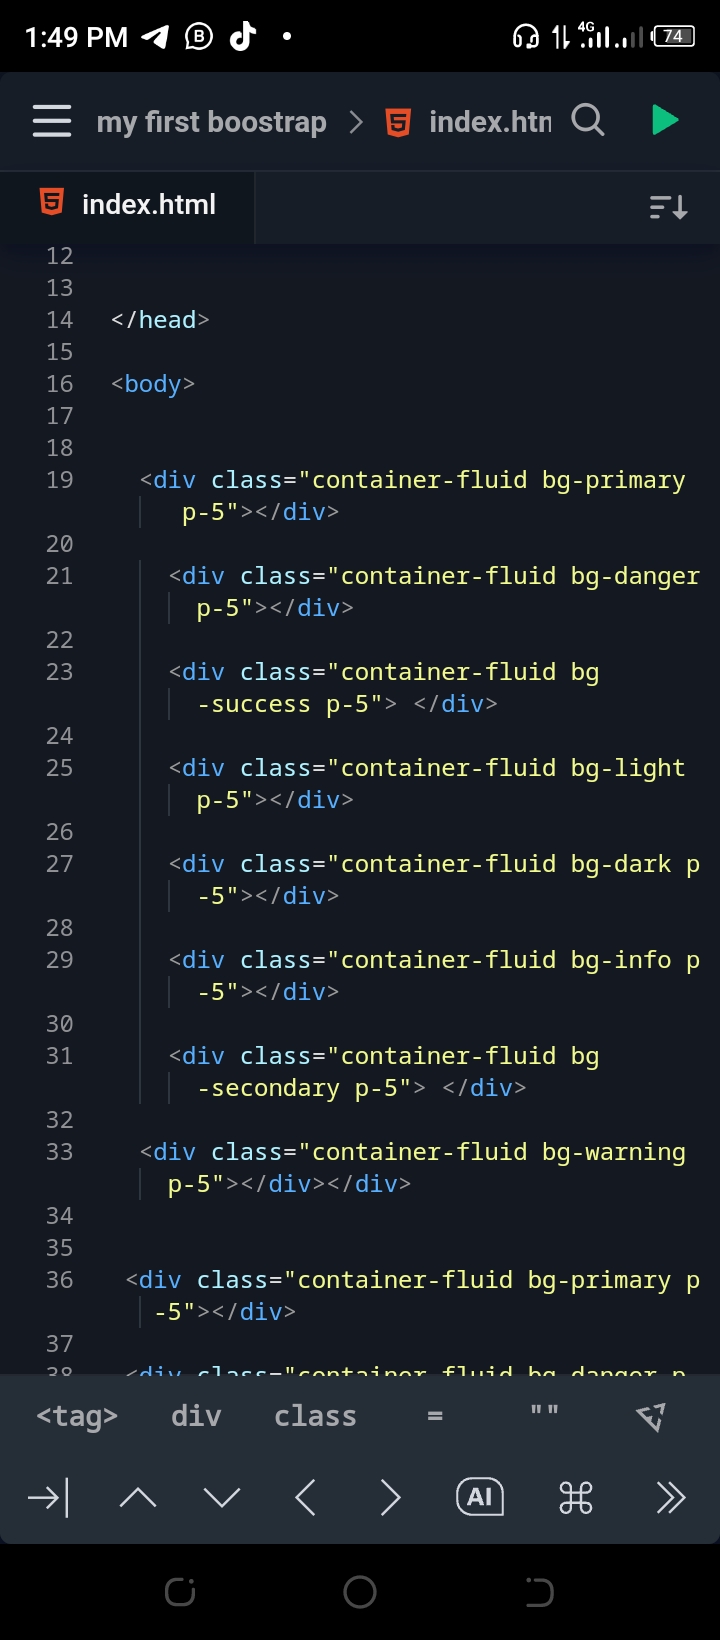 1:49 PM B 4G 74
my first boostrap > index.htn
index.html
12
13
14 </head>
15
16 <body>
17
18
19 <div class="container-fluid bg-primary
p-5"></div>
20
21 <div class="container-fluid bg-danger
p-5"></div>
22
23 <div class="container-fluid bg
-success p-5"> </div>
24
25 <div class="container-fluid bg-light
p-5"></div>
26
27 <div class="container-fluid bg-dark p
-5"></div>
28
29 <div class="container-fluid bg-info p
-5"></div>
30
31 <div class="container-fluid bg
-secondary p-5"> </div>
32
33 <div class="container-fluid bg-warning
p-5"></div></div>
34
35
36 <div class="container-fluid bg-primary p
-5"></div>
37
38 <div class="container-fluid bg-danger p
<tag> div class = ""
AI